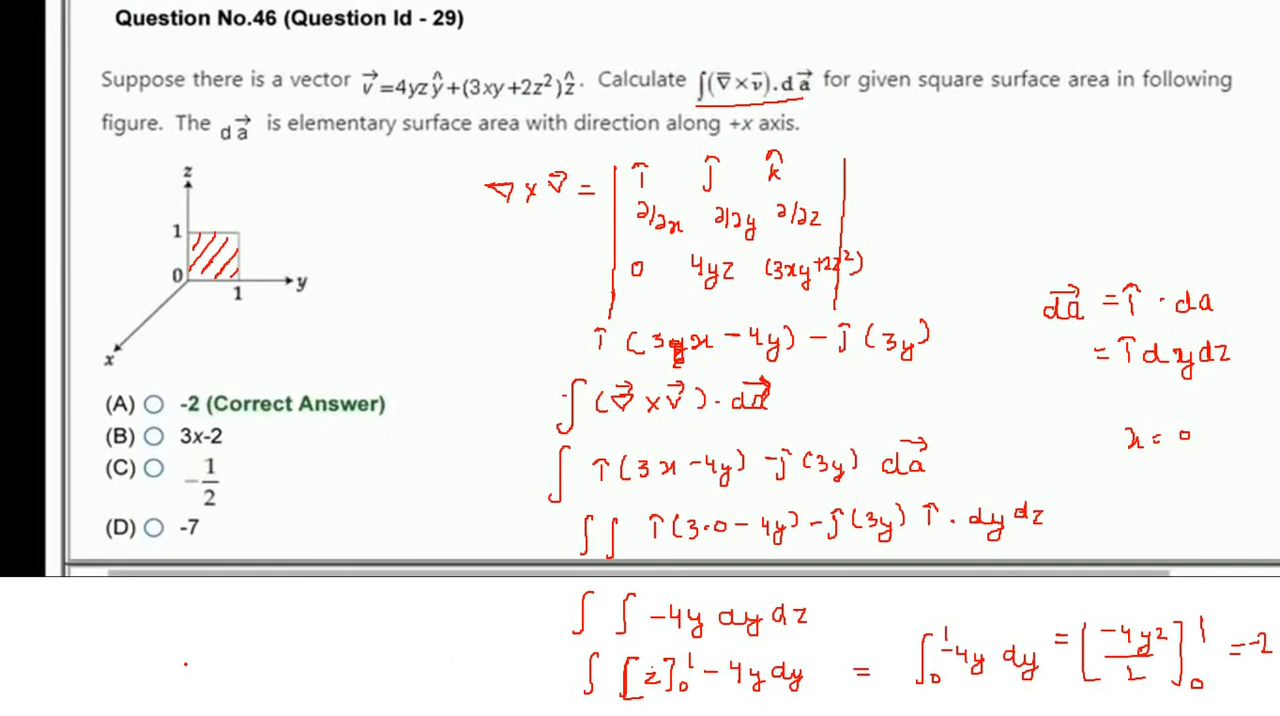 Question No.46 (Question Id - 29)
Suppose there is a vector v⃗=4yzŷ+(3xy+2z²)ẑ. Calculate ∫(∇̄×v̄).da⃗ for given square surface area in following
figure. The da⃗ is elementary surface area with direction along +x axis.
z
1
0
1
y
x
(A) -2 (Correct Answer)
(B) 3x-2
(C) -1/2
(D) -7
∇ × v⃗ = | î ĵ k̂ |
∂/∂x ∂/∂y ∂/∂z
0 4yz (3xy+2z²)
î (3x - 4y) - ĵ (3y)
∫ (∇⃗ × v⃗). da⃗
∫ î (3x - 4y) - ĵ (3y) da⃗
∫ ∫ î (3·0 - 4y) - ĵ (3y) î · dy dz
da⃗ = î · da
= î dy dz
x = 0
∫ ∫ -4y dy dz
∫ [z]₀¹ - 4y dy = ∫₀¹ -4y dy = [-4y²/2]₀¹ = -2